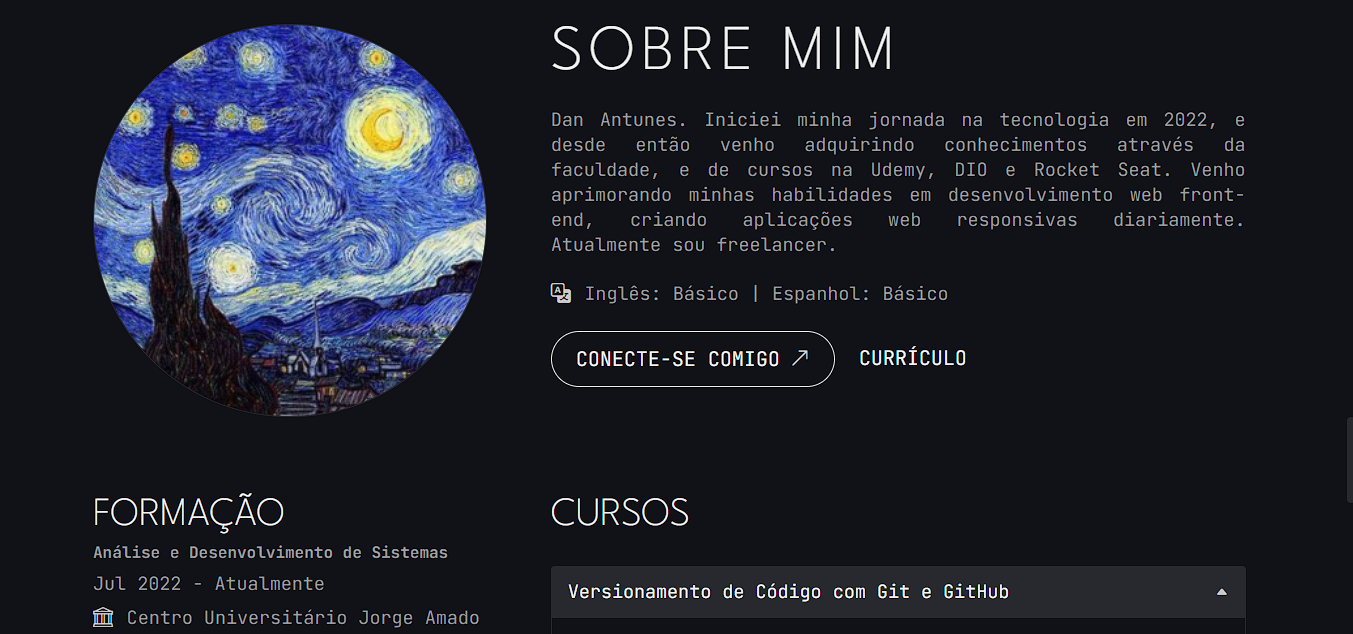 SOBRE MIM
Dan Antunes. Iniciei minha jornada na tecnologia em 2022, e
desde então venho adquirindo conhecimentos através da
faculdade, e de cursos na Udemy, DIO e Rocket Seat. Venho
aprimorando minhas habilidades em desenvolvimento web front-
end, criando aplicações web responsivas diariamente.
Atualmente sou freelancer.
Inglês: Básico | Espanhol: Básico
CONECTE-SE COMIGO
CURRÍCULO
FORMAÇÃO
Análise e Desenvolvimento de Sistemas
Jul 2022 - Atualmente
Centro Universitário Jorge Amado
CURSOS
Versionamento de Código com Git e GitHub